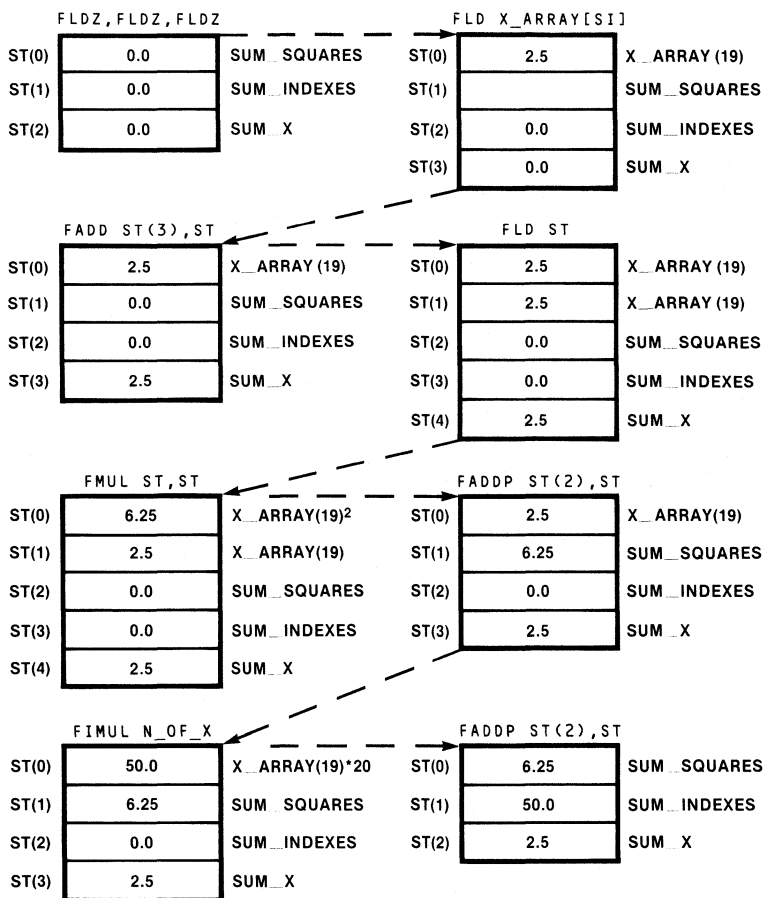 FLDZ,FLDZ,FLDZ
ST(0) 0.0 SUM_SQUARES
ST(1) 0.0 SUM_INDEXES
ST(2) 0.0 SUM_X
FLD X_ARRAY[SI]
ST(0) 2.5 X_ARRAY(19)
ST(1) SUM_SQUARES
ST(2) 0.0 SUM_INDEXES
ST(3) 0.0 SUM_X
FADD ST(3),ST
ST(0) 2.5 X_ARRAY(19)
ST(1) 0.0 SUM_SQUARES
ST(2) 0.0 SUM_INDEXES
ST(3) 2.5 SUM_X
FLD ST
ST(0) 2.5 X_ARRAY(19)
ST(1) 2.5 X_ARRAY(19)
ST(2) 0.0 SUM_SQUARES
ST(3) 0.0 SUM_INDEXES
ST(4) 2.5 SUM_X
FMUL ST,ST
ST(0) 6.25 X_ARRAY(19)²
ST(1) 2.5 X_ARRAY(19)
ST(2) 0.0 SUM_SQUARES
ST(3) 0.0 SUM_INDEXES
ST(4) 2.5 SUM_X
FADDP ST(2),ST
ST(0) 2.5 X_ARRAY(19)
ST(1) 6.25 SUM_SQUARES
ST(2) 0.0 SUM_INDEXES
ST(3) 2.5 SUM_X
FIMUL N_OF_X
ST(0) 50.0 X_ARRAY(19)*20
ST(1) 6.25 SUM_SQUARES
ST(2) 0.0 SUM_INDEXES
ST(3) 2.5 SUM_X
FADDP ST(2),ST
ST(0) 6.25 SUM_SQUARES
ST(1) 50.0 SUM_INDEXES
ST(2) 2.5 SUM_X